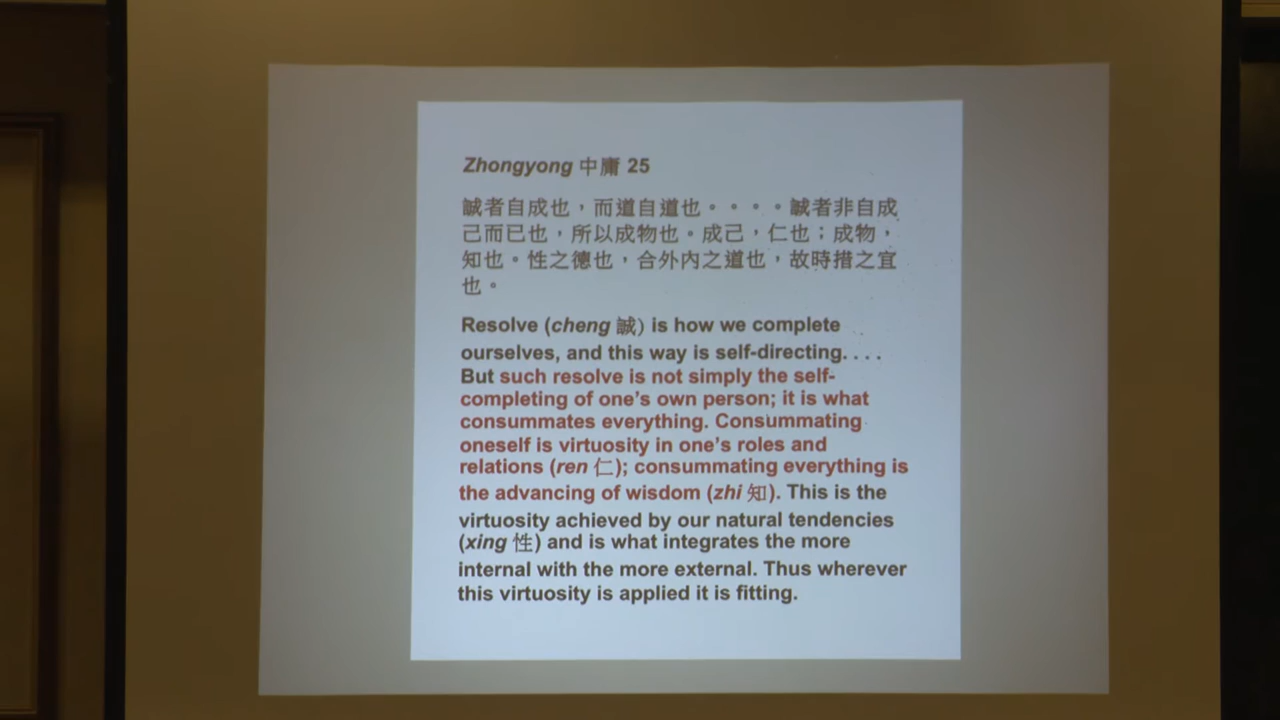 Zhongyong 中庸 25
誠者自成也，而道自道也。。。。誠者非自成
己而已也，所以成物也。成己，仁也；成物，
知也。性之德也，合外內之道也，故時措之宜
也。
Resolve (cheng 誠) is how we complete
ourselves, and this way is self-directing. . . .
But such resolve is not simply the self-
completing of one's own person; it is what
consummates everything. Consummating
oneself is virtuosity in one's roles and
relations (ren 仁); consummating everything is
the advancing of wisdom (zhi 知). This is the
virtuosity achieved by our natural tendencies
(xing 性) and is what integrates the more
internal with the more external. Thus wherever
this virtuosity is applied it is fitting.